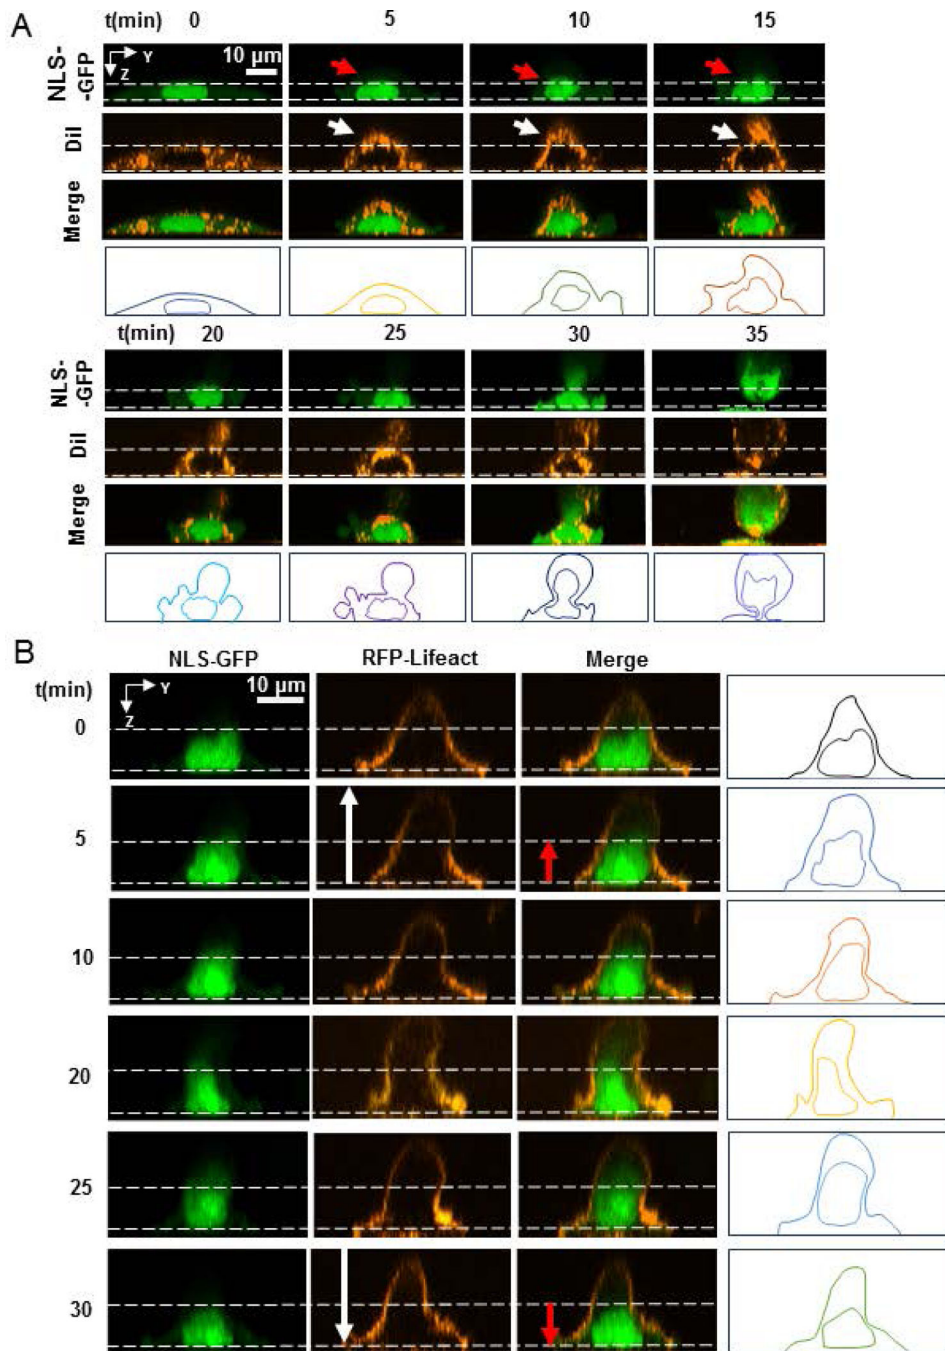 A
t(min) 0 5 10 15
NLS-
-GFP
Y
Z
10 µm
DiI
Merge
t(min) 20 25 30 35
NLS-GFP
-GFP
DiI
Merge
B
NLS-GFP RFP-Lifeact Merge
t(min)
Y
Z
10 µm
0
5
10
20
25
30